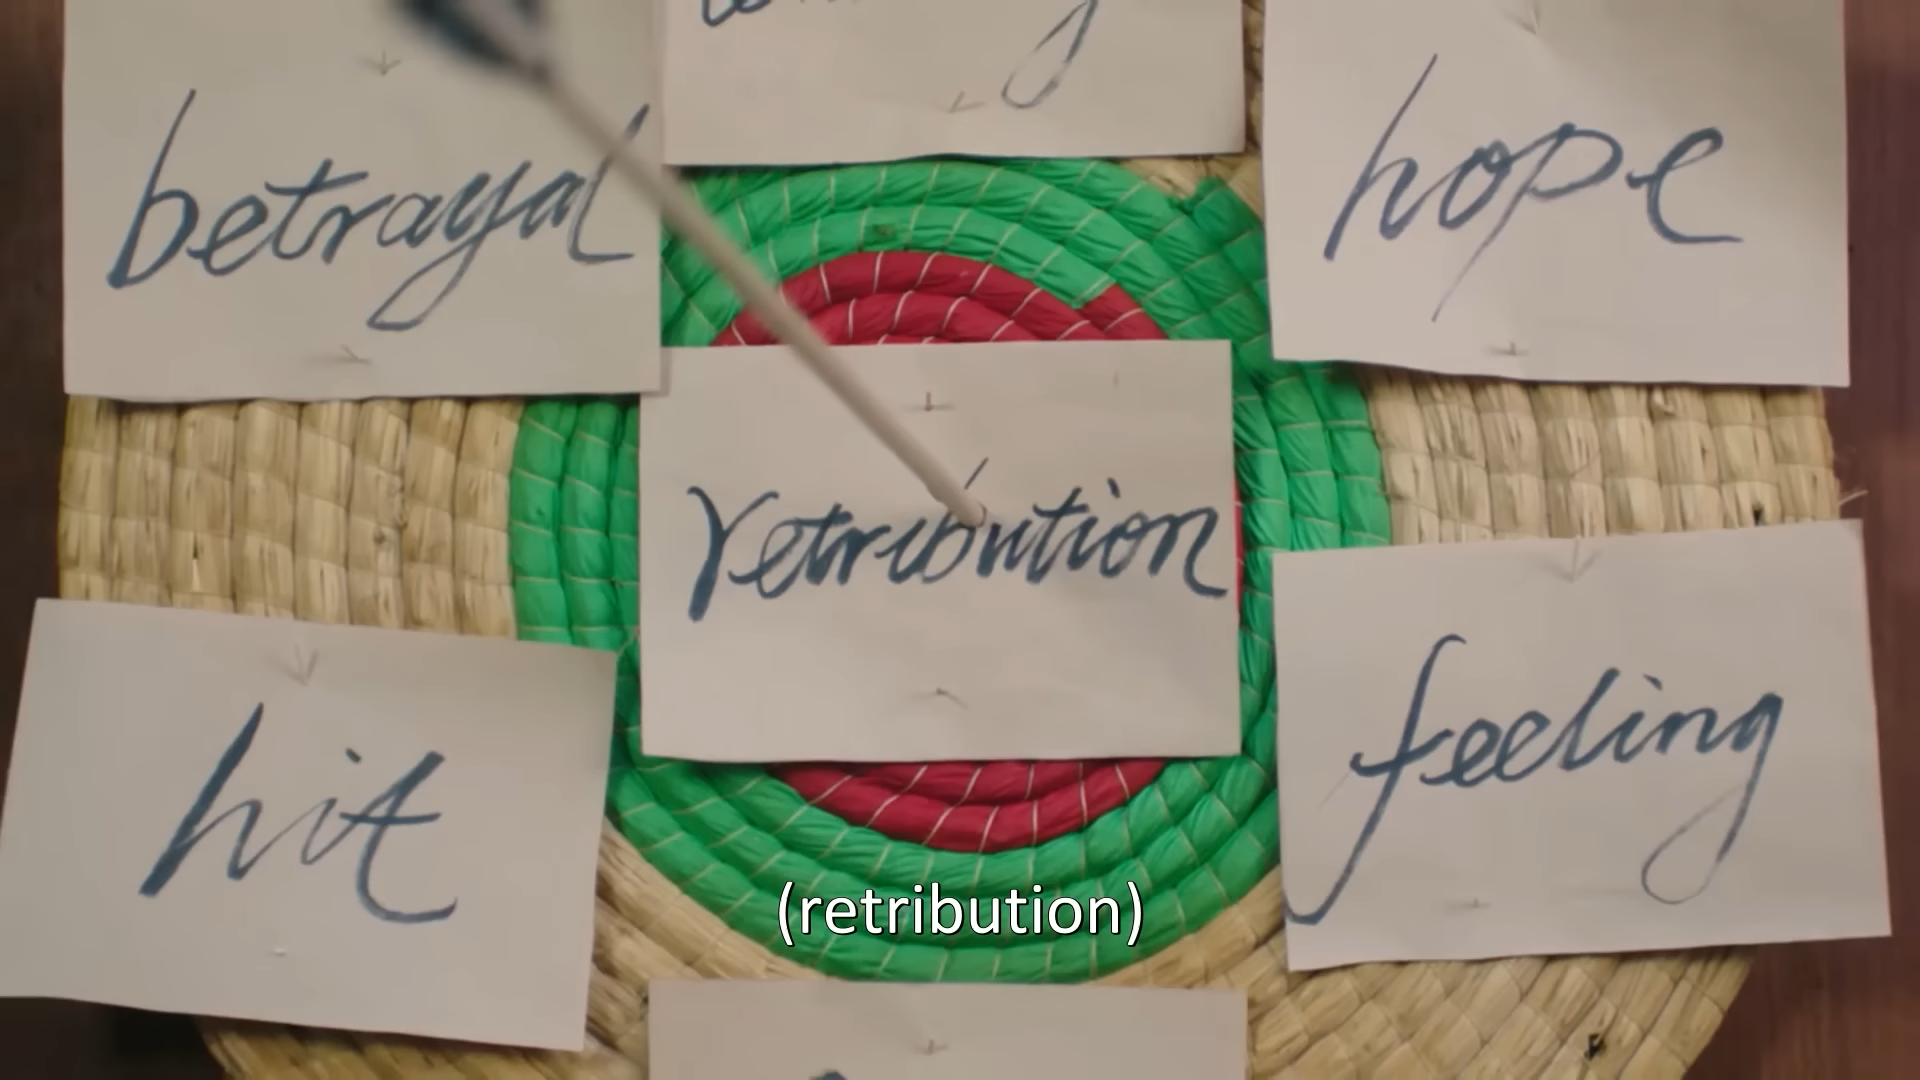 betrayal
hope
retribution
hit
feeling
(retribution)